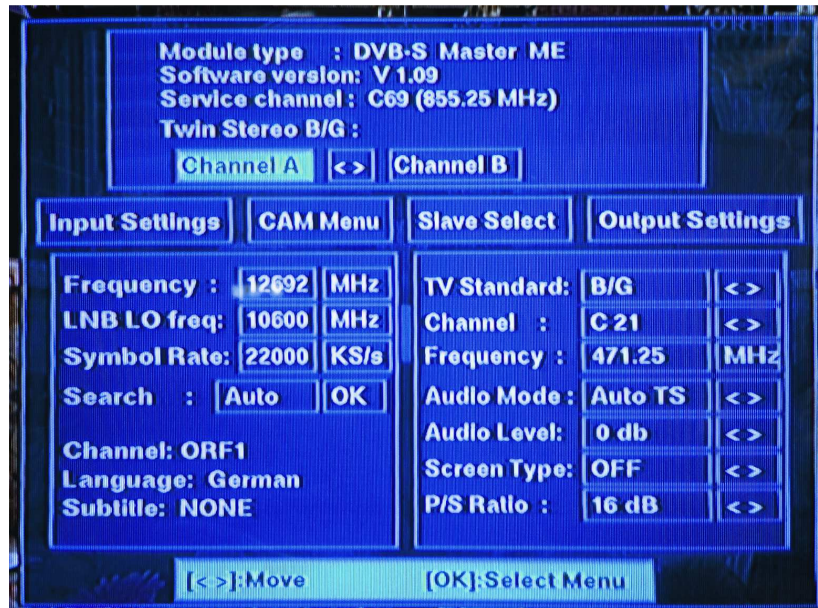 Module type : DVB-S Master ME
Software version: V 1.09
Service channel: C69 (855.25 MHz)
Twin Stereo B/G :
Channel A < > Channel B
Input Settings CAM Menu Slave Select Output Settings
Frequency : 12692 MHz
LNB LO freq: 10600 MHz
Symbol Rate: 22000 KS/s
Search : Auto OK
Channel: ORF1
Language: German
Subtitle: NONE
TV Standard: B/G < >
Channel : C 21 < >
Frequency : 471.25 MHz
Audio Mode : Auto TS < >
Audio Level: 0 db < >
Screen Type: OFF < >
P/S Ratio : 16 dB < >
[< >]:Move [OK]:Select Menu